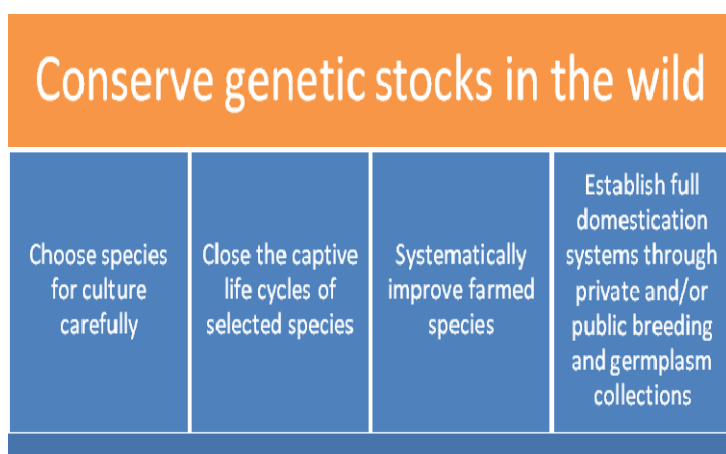 Conserve genetic stocks in the wild
Choose species
for culture
carefully
Close the captive
life cycles of
selected species
Systematically
improve farmed
species
Establish full
domestication
systems through
private and/or
public breeding
and germplasm
collections